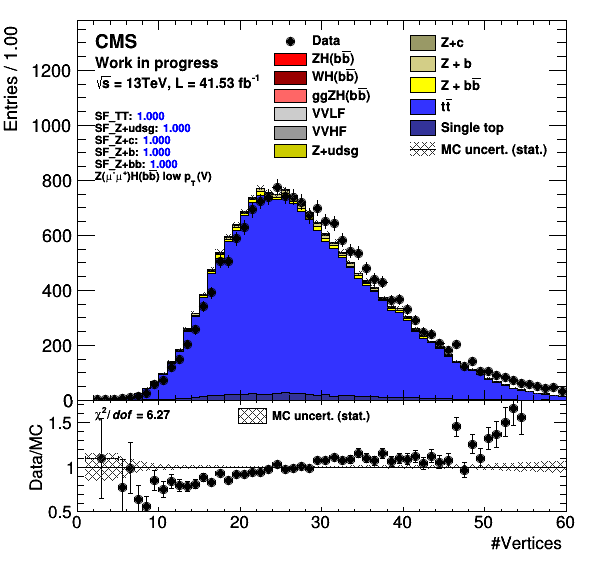 CMS
Work in progress
√s = 13TeV, L = 41.53 fb⁻¹
SF_TT: 1.000
SF_Z+udsg: 1.000
SF_Z+c: 1.000
SF_Z+b: 1.000
SF_Z+bb: 1.000
Z(μ⁻μ⁺)H(bb̅) low p_T(V)
Data
ZH(bb̅)
WH(bb̅)
ggZH(bb̅)
VVLF
VVHF
Z+udsg
Z+c
Z + b
Z + bb̅
tt̅
Single top
MC uncert. (stat.)
Entries / 1.00
1200
1000
800
600
400
200
0
χ²/dof = 6.27
MC uncert. (stat.)
Data/MC
1.5
1
0.5
0 10 20 30 40 50 60
#Vertices